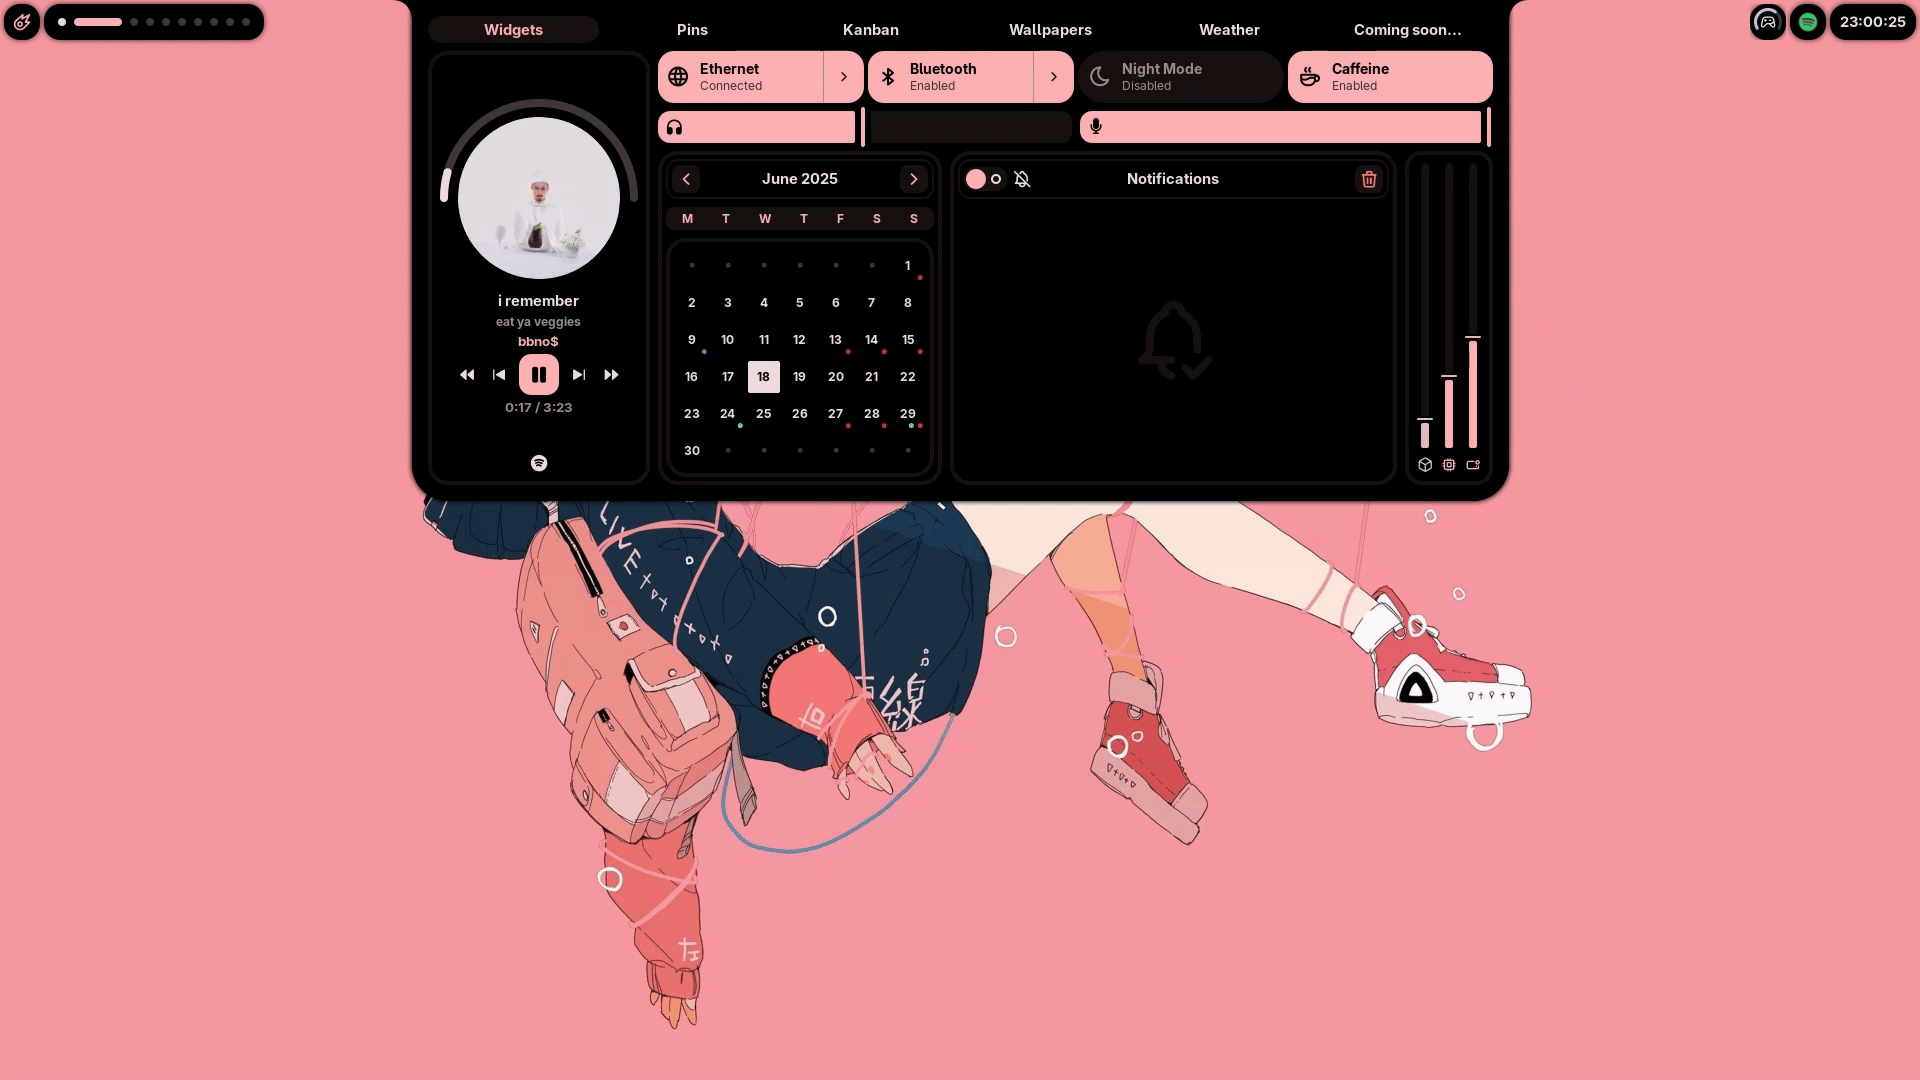 23:00:25
Widgets
Pins
Kanban
Wallpapers
Weather
Coming soon...
Ethernet
Connected
Bluetooth
Enabled
Night Mode
Disabled
Caffeine
Enabled
i remember
eat ya veggies
bbno$
0:17 / 3:23
June 2025
M T W T F S S
1
2 3 4 5 6 7 8
9 10 11 12 13 14 15
16 17 18 19 20 21 22
23 24 25 26 27 28 29
30
Notifications
LIVE
線